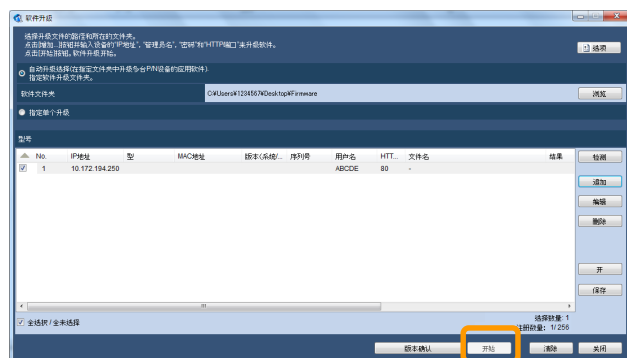 软件升级
选择升级文件的路径和所在的文件夹。
点击[增加...]按钮并输入设备的"IP地址", "管理员名", "密码"和"HTTP端口"来升级软件。
点击[开始]按钮, 软件升级开始。
选项
自动升级选择(在指定文件夹中升级多台P/N设备的应用软件)
指定软件升级文件夹。
软件文件夹 C:¥Users¥1234567¥Desktop¥Firmware 浏览
指定单个升级
型号
No. IP地址 型 MAC地址 版本(系统/... 序列号 用户名 HTT... 文件名 结果
1 10.172.194.250 ABCDE 80 -
检测
追加
编辑
删除
开
保存
全选択 / 全未选择
选择数量: 1
注册数量: 1/ 256
版本确认 开始 清除 关闭